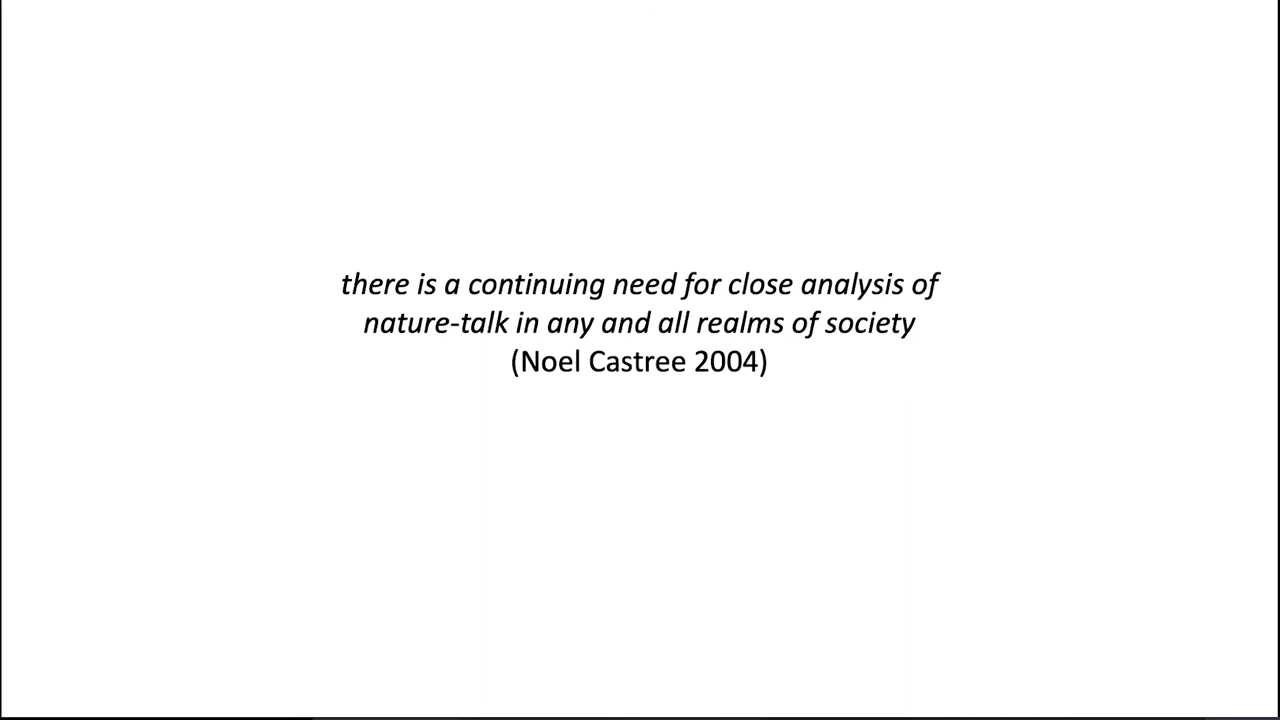 there is a continuing need for close analysis of
nature-talk in any and all realms of society
(Noel Castree 2004)